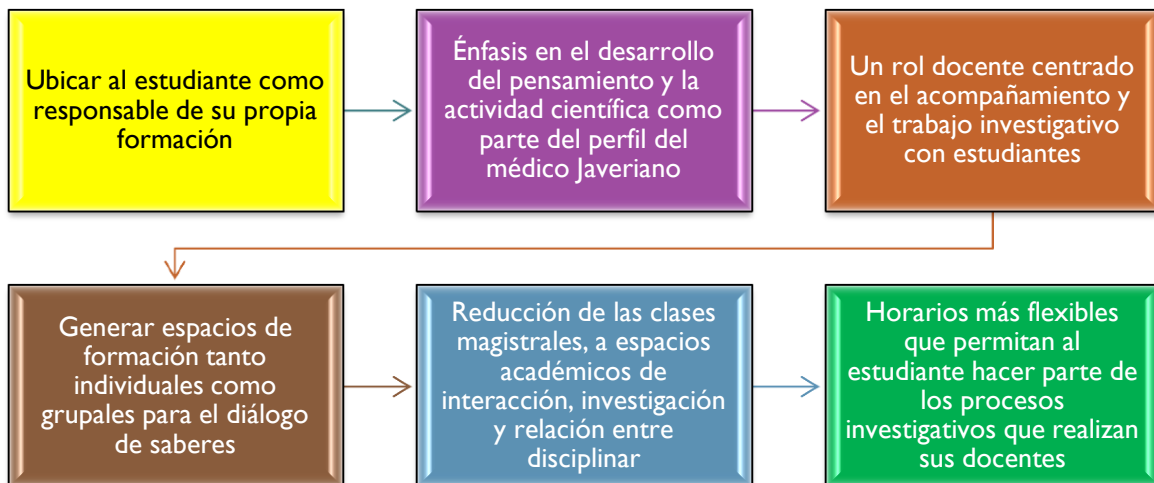 Ubicar al estudiante como
responsable de su propia
formación
Énfasis en el desarrollo
del pensamiento y la
actividad científica como
parte del perfil del
médico Javeriano
Un rol docente centrado
en el acompañamiento y
el trabajo investigativo
con estudiantes
Generar espacios de
formación tanto
individuales como
grupales para el diálogo
de saberes
Reducción de las clases
magistrales, a espacios
académicos de
interacción, investigación
y relación entre
disciplinar
Horarios más flexibles
que permitan al
estudiante hacer parte de
los procesos
investigativos que realizan
sus docentes